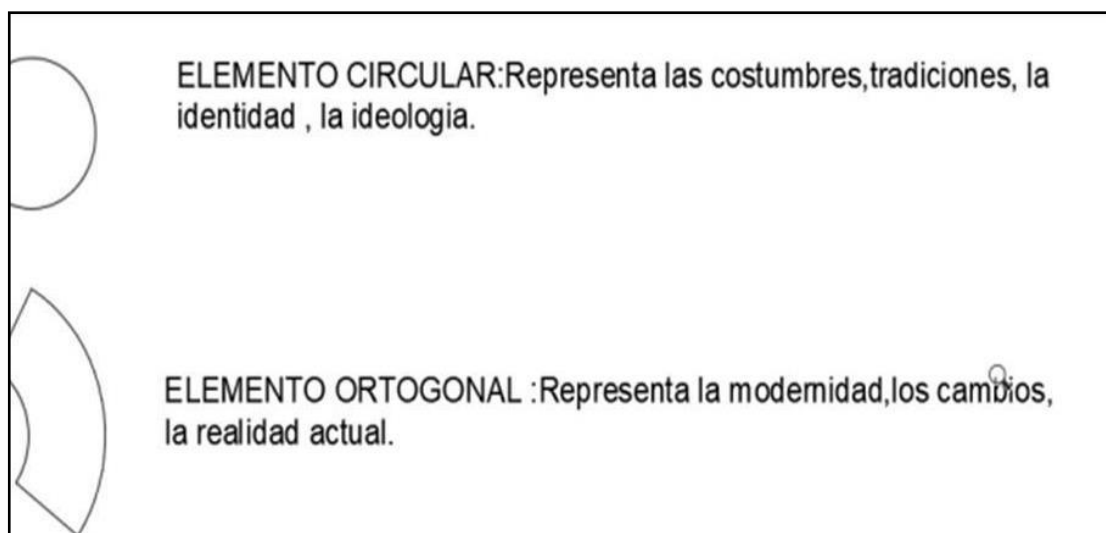 ELEMENTO CIRCULAR:Representa las costumbres,tradiciones, la
identidad , la ideologia.
ELEMENTO ORTOGONAL :Representa la modernidad,los cambios,
la realidad actual.